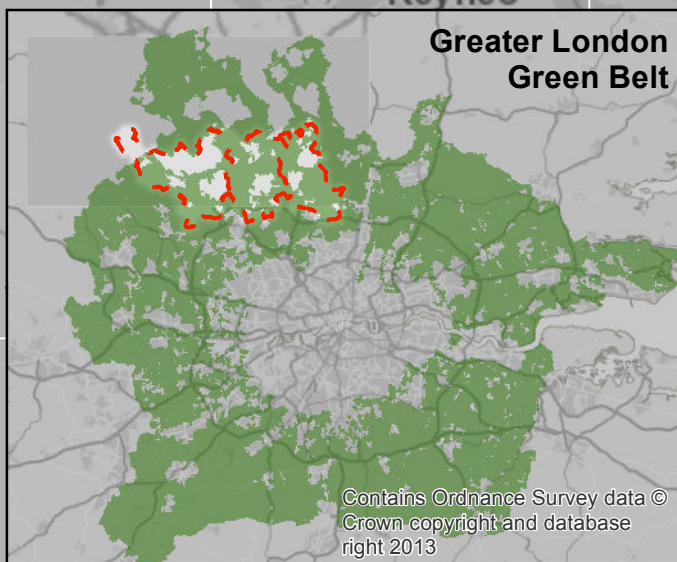 Greater London
Green Belt
Contains Ordnance Survey data ©
Crown copyright and database
right 2013